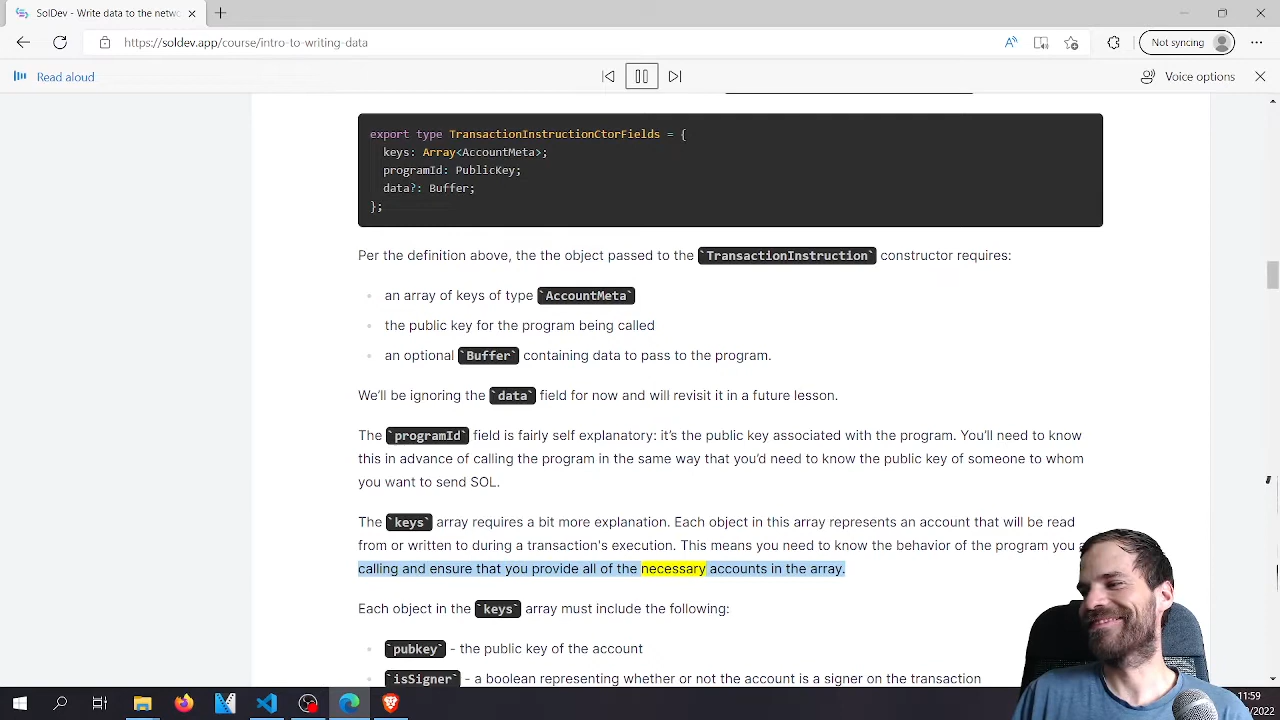 SolDev - Write data to the netwo
https://soldev.app/course/intro-to-writing-data
Not syncing
Read aloud
Voice options
export type TransactionInstructionCtorFields = {
keys: Array<AccountMeta>;
programId: PublicKey;
data?: Buffer;
};
Per the definition above, the the object passed to the `TransactionInstruction` constructor requires:
an array of keys of type `AccountMeta`
the public key for the program being called
an optional `Buffer` containing data to pass to the program.
We'll be ignoring the `data` field for now and will revisit it in a future lesson.
The `programId` field is fairly self explanatory: it's the public key associated with the program. You'll need to know
this in advance of calling the program in the same way that you'd need to know the public key of someone to whom
you want to send SOL.
The `keys` array requires a bit more explanation. Each object in this array represents an account that will be read
from or written to during a transaction's execution. This means you need to know the behavior of the program you
calling and ensure that you provide all of the necessary accounts in the array.
Each object in the `keys` array must include the following:
`pubkey` - the public key of the account
`isSigner` - a boolean representing whether or not the account is a signer on the transaction
11:59
/2022